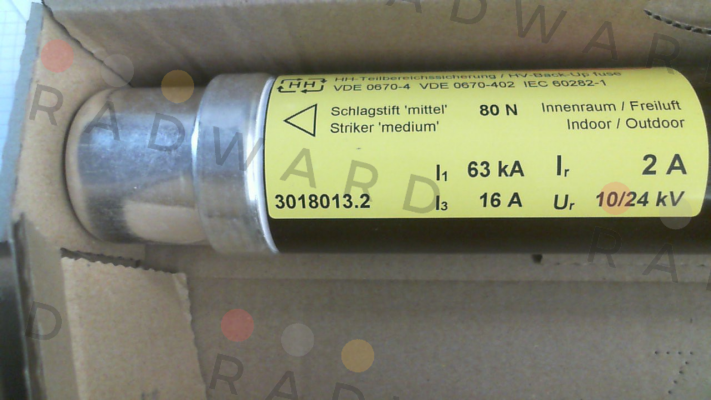 HH
HH-Teilbereichssicherung / HV-Back-Up fuse
VDE 0670-4 VDE 0670-402 IEC 60282-1
Schlagstift 'mittel' 80 N Innenraum / Freiluft
Striker 'medium' Indoor / Outdoor
I1 63 kA Ir 2 A
3018013.2 I3 16 A Ur 10/24 kV
RADWARD
RADWARD
RADWARD